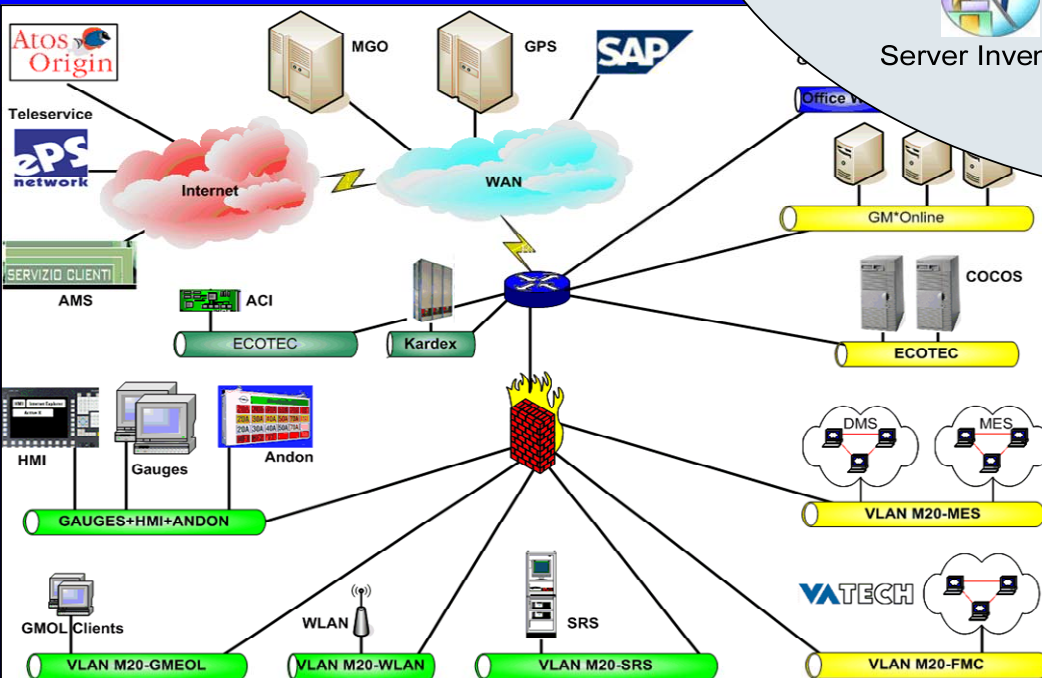 Atos
Origin
MGO
GPS
SAP
Server Inver
Teleservice
ePS
network
Internet
WAN
Office W
GM*Online
SERVIZIO CLIENTI
AMS
ACI
COCOS
ECOTEC
Kardex
ECOTEC
HMI
Gauges
Andon
DMS
MES
GAUGES+HMI+ANDON
VLAN M20-MES
GMOL Clients
WLAN
SRS
VATECH
VLAN M20-GMEOL
VLAN M20-WLAN
VLAN M20-SRS
VLAN M20-FMC